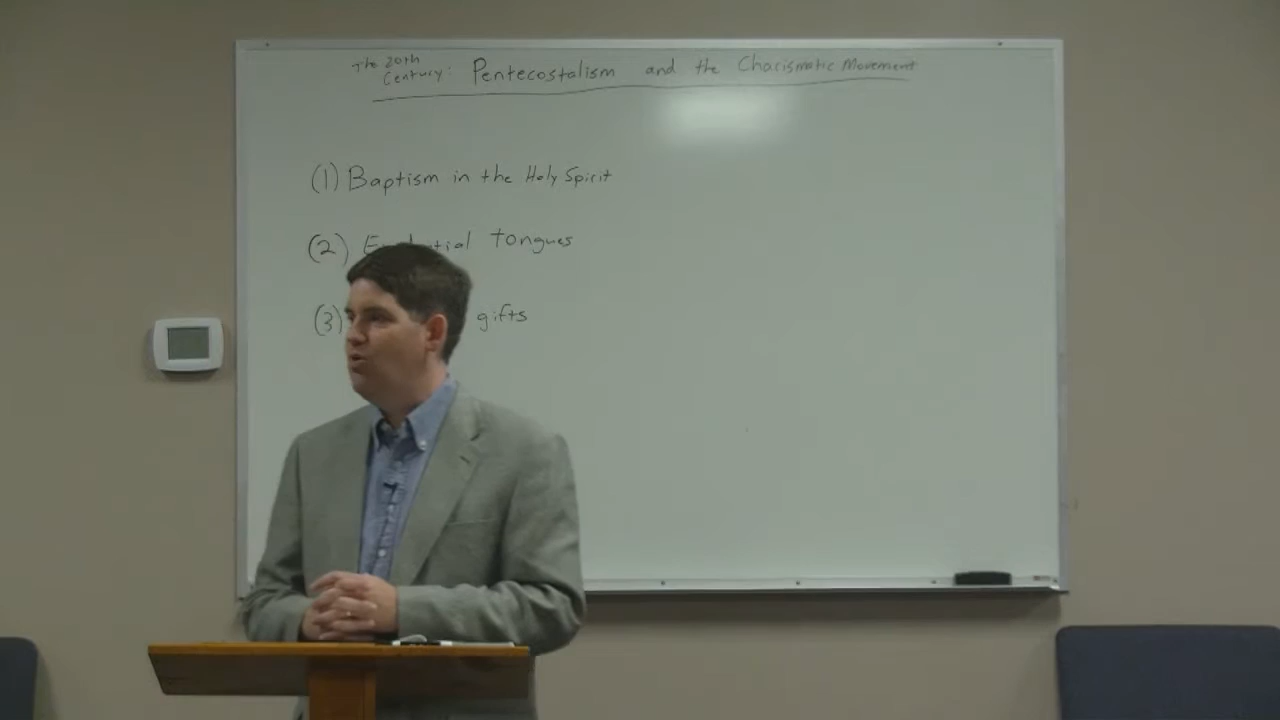 The 20th
Century: Pentecostalism and the Charismatic Movement
(1) Baptism in the Holy Spirit
(2) tongues
(3) gifts